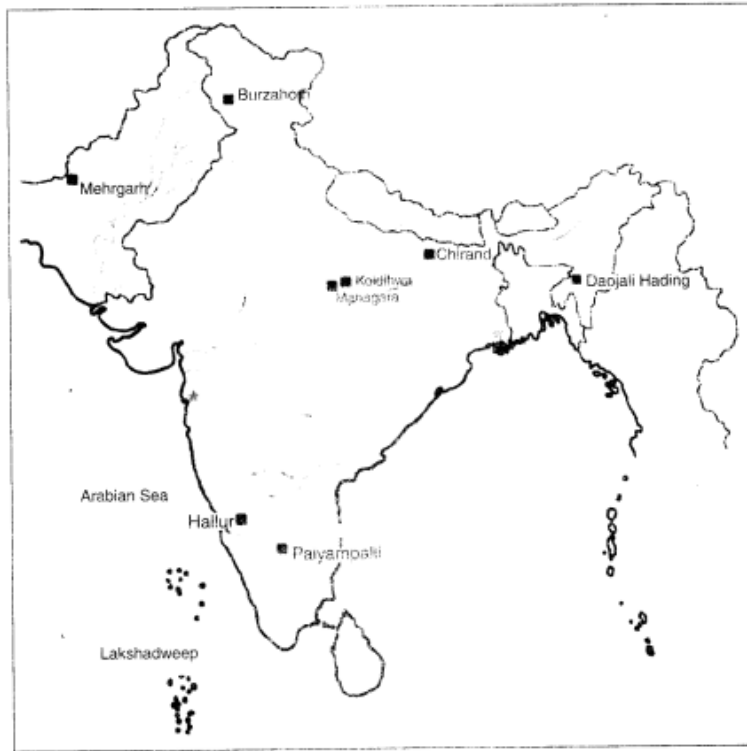 Burzahom
Mehrgarh
Chirand
Koldihwa
Mahagara
Daojali Hading
Arabian Sea
Hallur
Paiyampalli
Lakshadweep